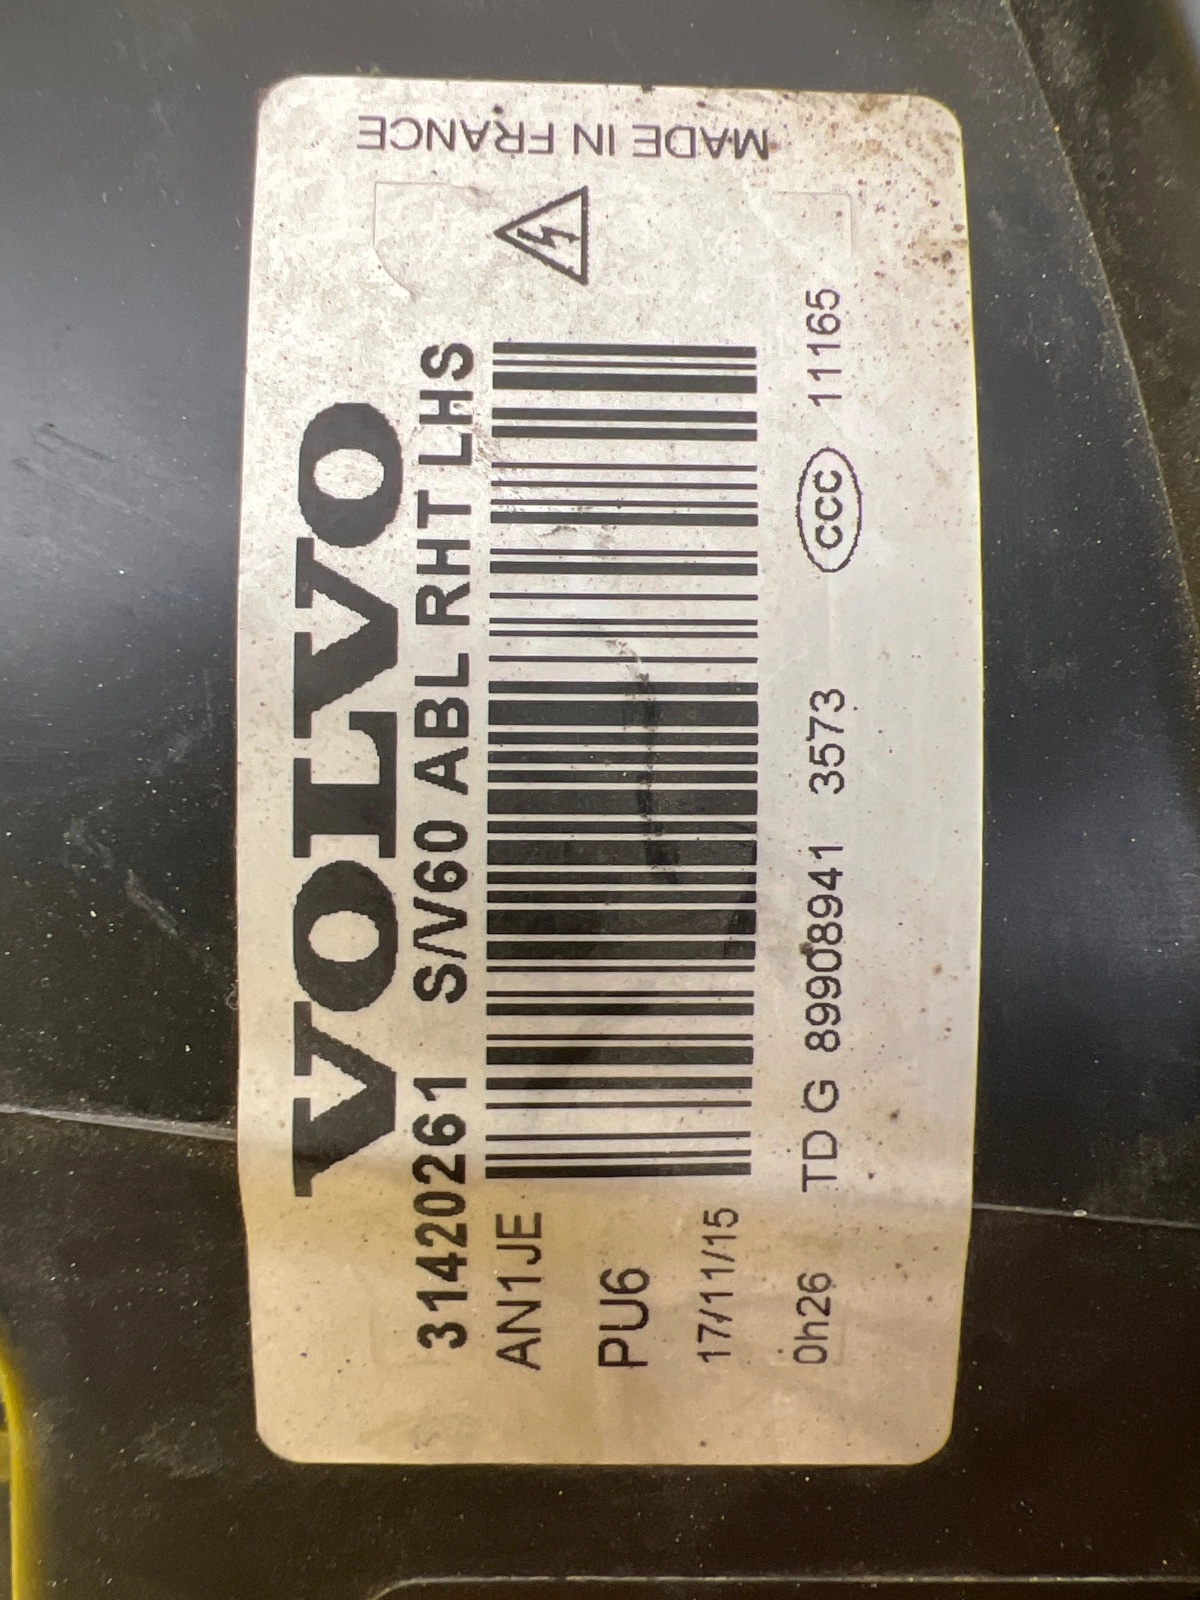 VOLVO
31420261 S/V60 ABL RHT LHS
AN1JE
PU6
17/11/15
0h26 TD G 89908941 3573 CCC 11165
MADE IN FRANCE